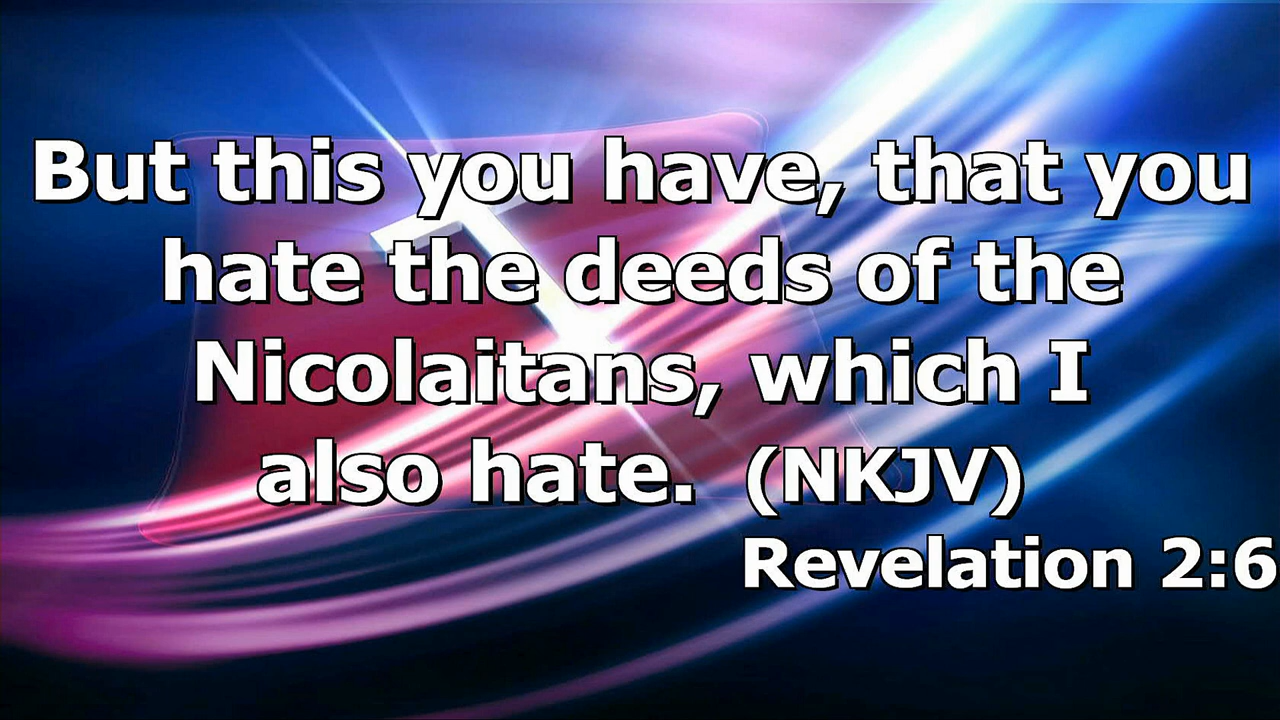 But this you have, that you
hate the deeds of the
Nicolaitans, which I
also hate. (NKJV)
Revelation 2:6